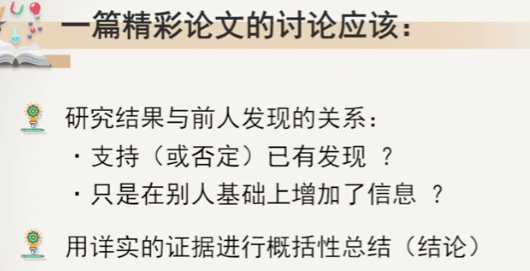 一篇精彩论文的讨论应该：
研究结果与前人发现的关系：
·支持（或否定）已有发现 ？
·只是在别人基础上增加了信息 ？
用详实的证据进行概括性总结（结论）